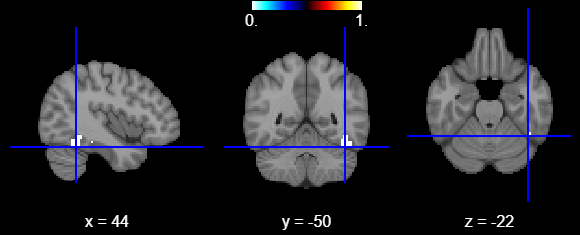 0. 1.
x = 44 y = -50 z = -22